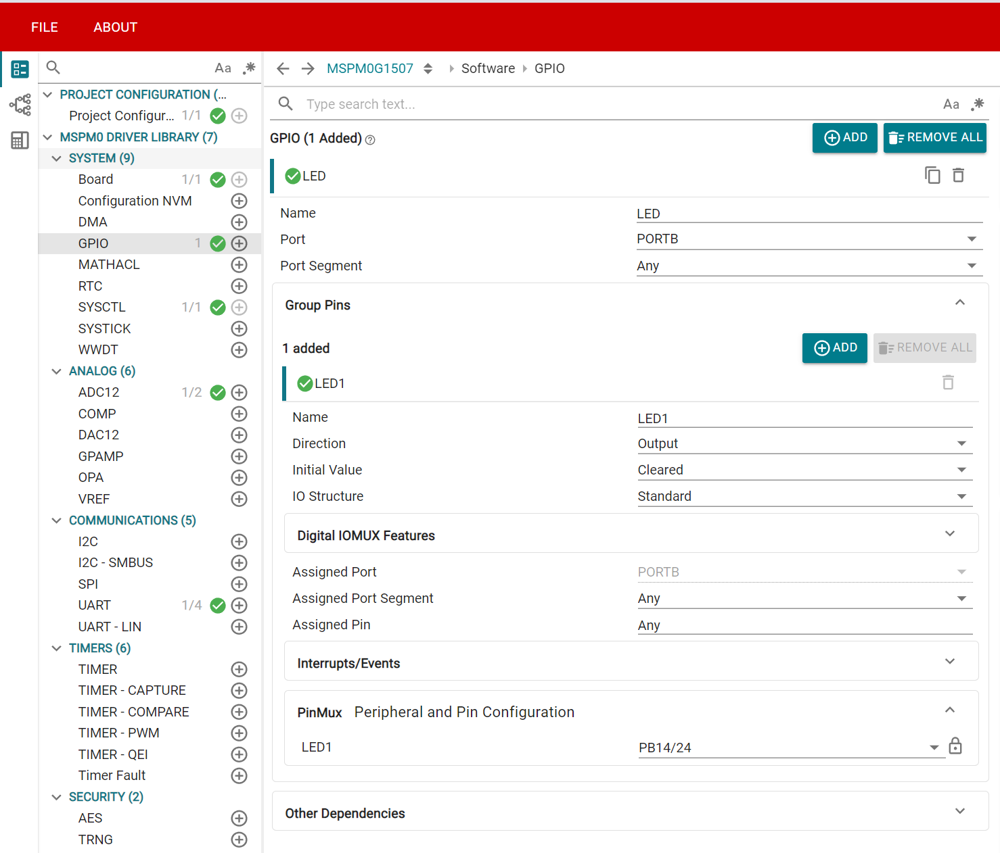 FILE ABOUT
Aa .*
PROJECT CONFIGURATION (...
Project Configur... 1/1
MSPM0 DRIVER LIBRARY (7)
SYSTEM (9)
Board 1/1
Configuration NVM
DMA
GPIO 1
MATHACL
RTC
SYSCTL 1/1
SYSTICK
WWDT
ANALOG (6)
ADC12 1/2
COMP
DAC12
GPAMP
OPA
VREF
COMMUNICATIONS (5)
I2C
I2C - SMBUS
SPI
UART 1/4
UART - LIN
TIMERS (6)
TIMER
TIMER - CAPTURE
TIMER - COMPARE
TIMER - PWM
TIMER - QEI
Timer Fault
SECURITY (2)
AES
TRNG
MSPM0G1507 Software GPIO
Type search text... Aa .*
GPIO (1 Added) ADD REMOVE ALL
LED
Name LED
Port PORTB
Port Segment Any
Group Pins
1 added ADD REMOVE ALL
LED1
Name LED1
Direction Output
Initial Value Cleared
IO Structure Standard
Digital IOMUX Features
Assigned Port PORTB
Assigned Port Segment Any
Assigned Pin Any
Interrupts/Events
PinMux Peripheral and Pin Configuration
LED1 PB14/24
Other Dependencies